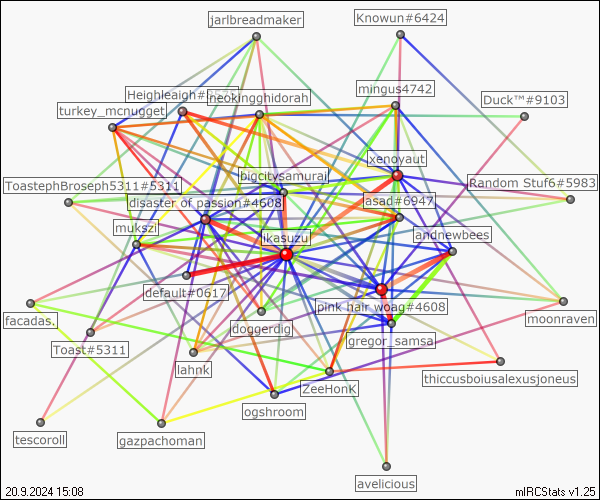 jarlbreadmaker
Knowun#6424
mingus4742
Heighleaigh
neokingghidorah
Duck™#9103
turkey_mcnugget
xenoyaut
bigcitysamurai
ToastephBroseph5311#5311
Random Stuf6#5983
disaster of passion#4608
asad#6947
mukszi
ikasuzu
andnewbees
default#0617
pink hair woag#4608
facadas.
doggerdig
moonraven
Toast#5311
gregor_samsa
lahnk
thiccusboiusalexusjoneus
ZeeHonK
ogshroom
tescoroll
gazpachoman
avelicious
20.9.2024 15:08
mIRCStats v1.25